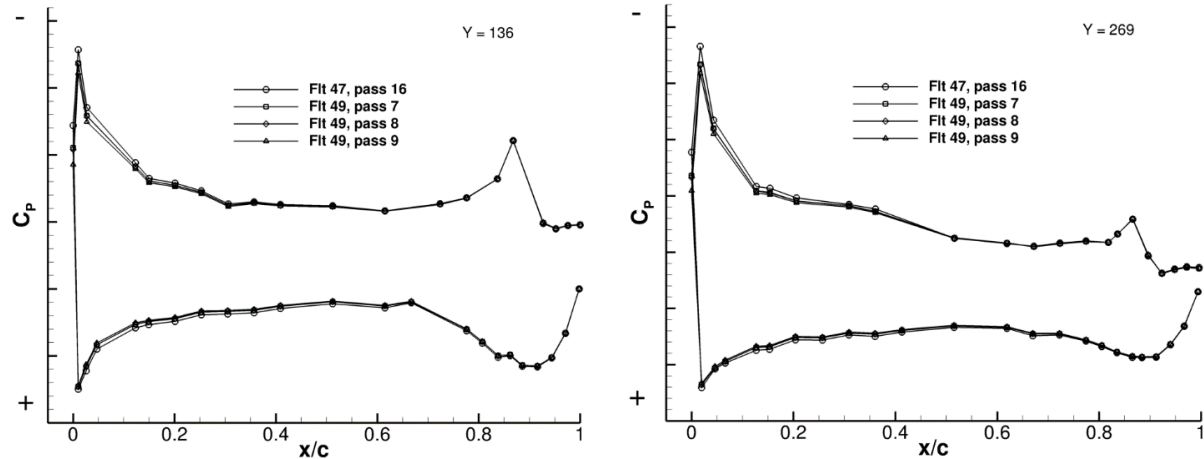 -
Y = 136
Flt 47, pass 16
Flt 49, pass 7
Flt 49, pass 8
Flt 49, pass 9
CP
+
0 0.2 0.4 0.6 0.8 1
x/c
-
Y = 269
Flt 47, pass 16
Flt 49, pass 7
Flt 49, pass 8
Flt 49, pass 9
CP
+
0 0.2 0.4 0.6 0.8 1
x/c